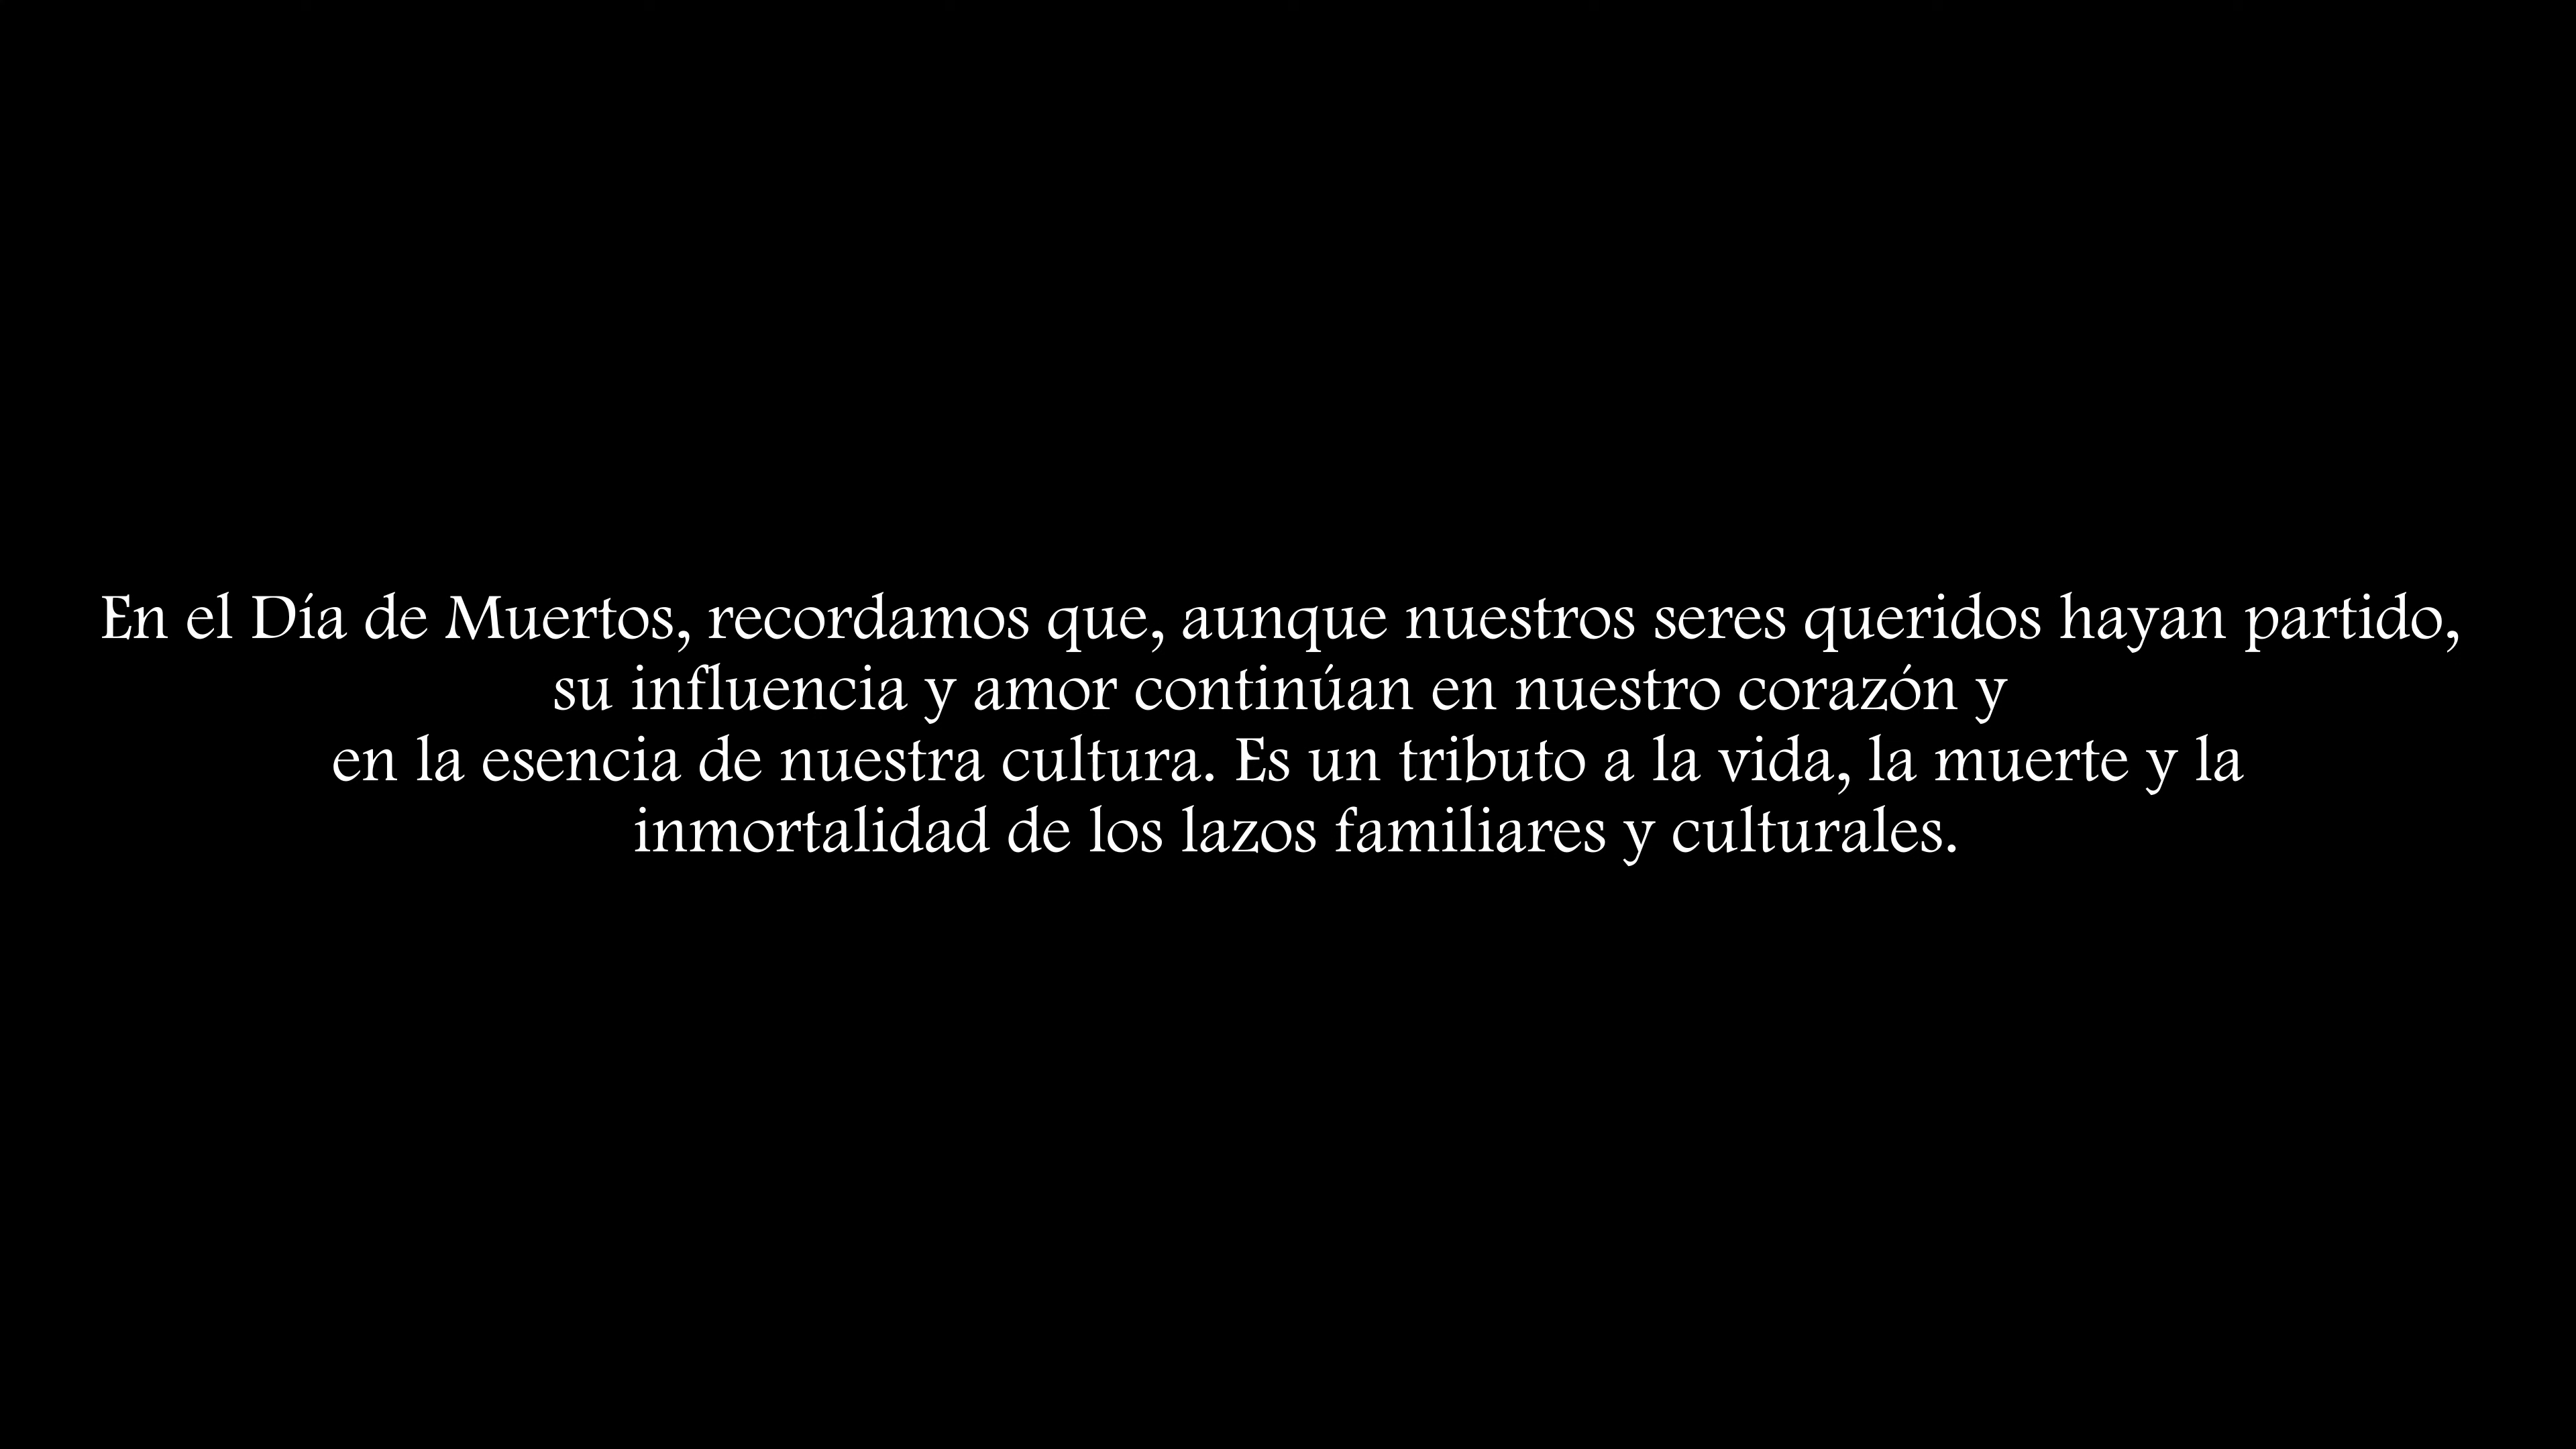 En el Día de Muertos, recordamos que, aunque nuestros seres queridos hayan partido,
su influencia y amor continúan en nuestro corazón y
en la esencia de nuestra cultura. Es un tributo a la vida, la muerte y la
inmortalidad de los lazos familiares y culturales.